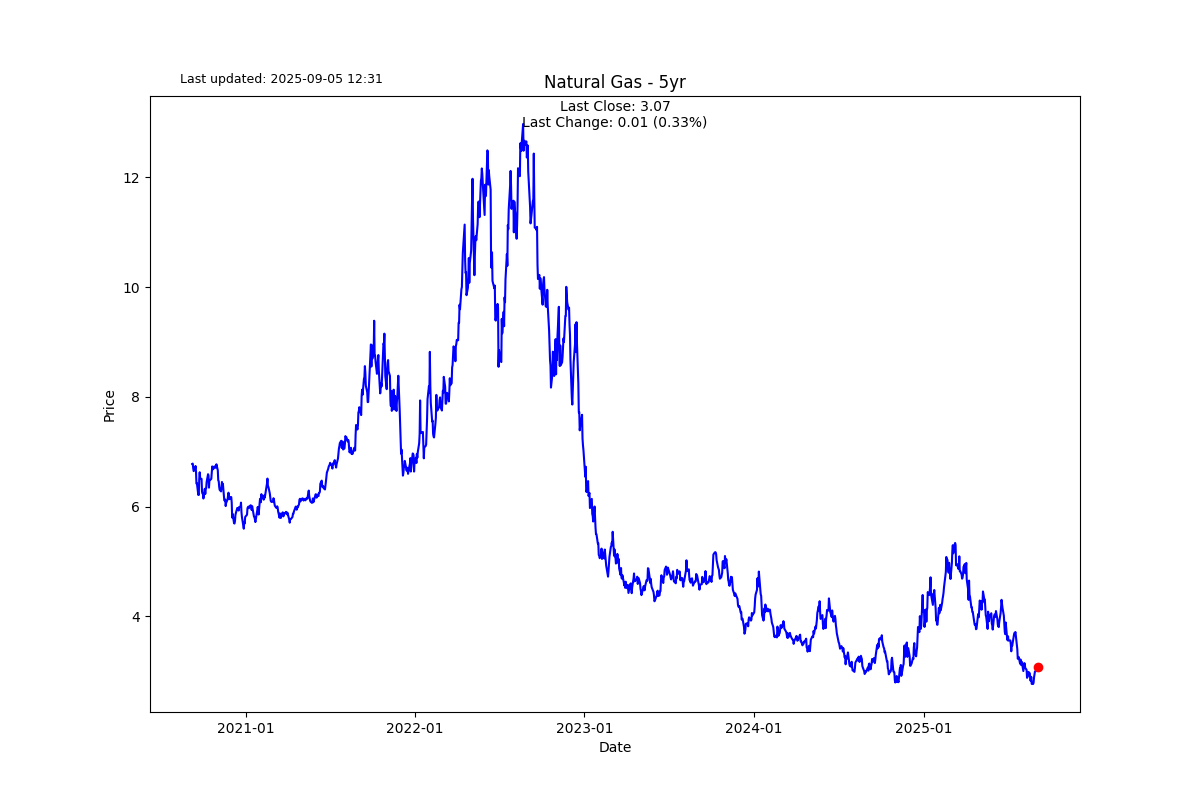 Last updated: 2025-09-05 12:31
Natural Gas - 5yr
Last Close: 3.07
Last Change: 0.01 (0.33%)
12
10
8
6
4
Price
2021-01
2022-01
2023-01
2024-01
2025-01
Date